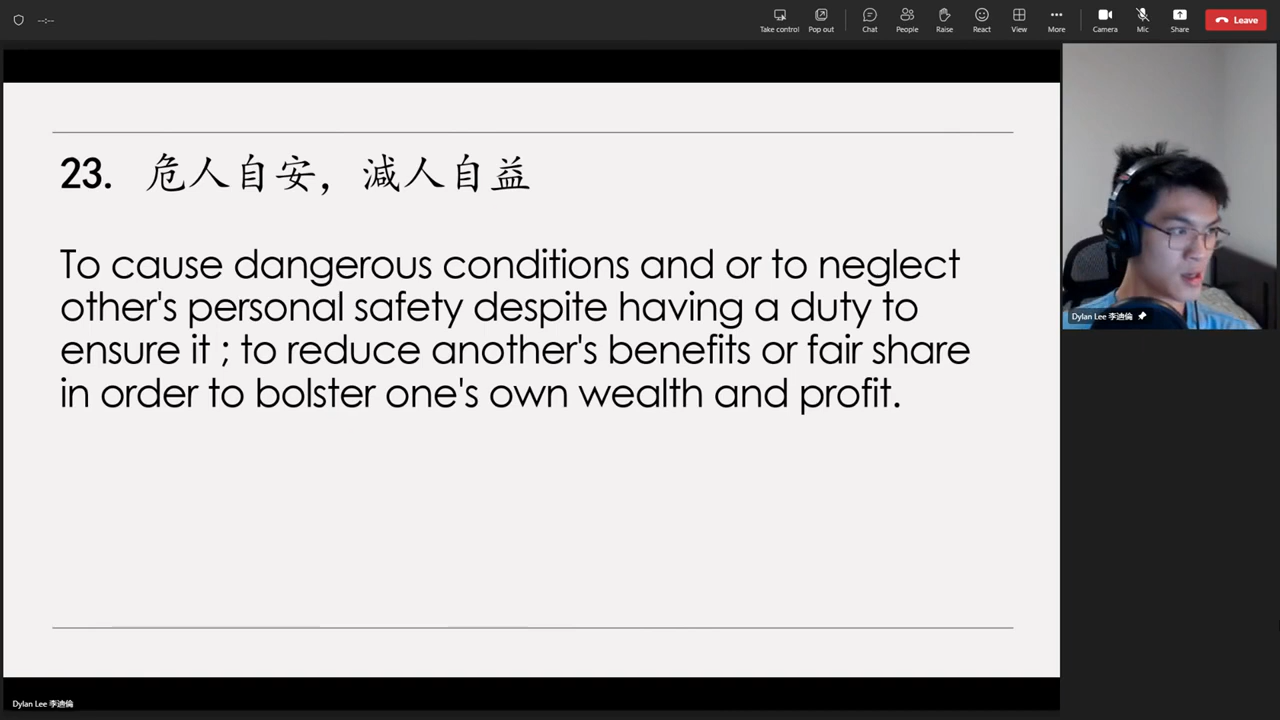 --:--
Take control
Pop out
Chat
People
Raise
React
View
More
Camera
Mic
Share
Leave
23. 危人自安，減人自益
To cause dangerous conditions and or to neglect
other's personal safety despite having a duty to
ensure it ; to reduce another's benefits or fair share
in order to bolster one's own wealth and profit.
Dylan Lee 李迪倫
Dylan Lee 李迪倫